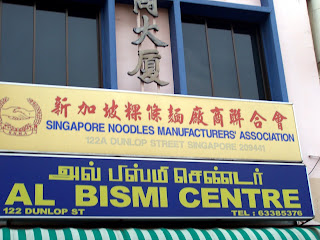 大廈
新加坡粿條麵廠商聯合會
SINGAPORE NOODLES MANUFACTURERS' ASSOCIATION
122A DUNLOP STREET SINGAPORE 209441
அல் பிஸ்மி செண்டர்
AL BISMI CENTRE
122 DUNLOP ST
TEL : 63385376